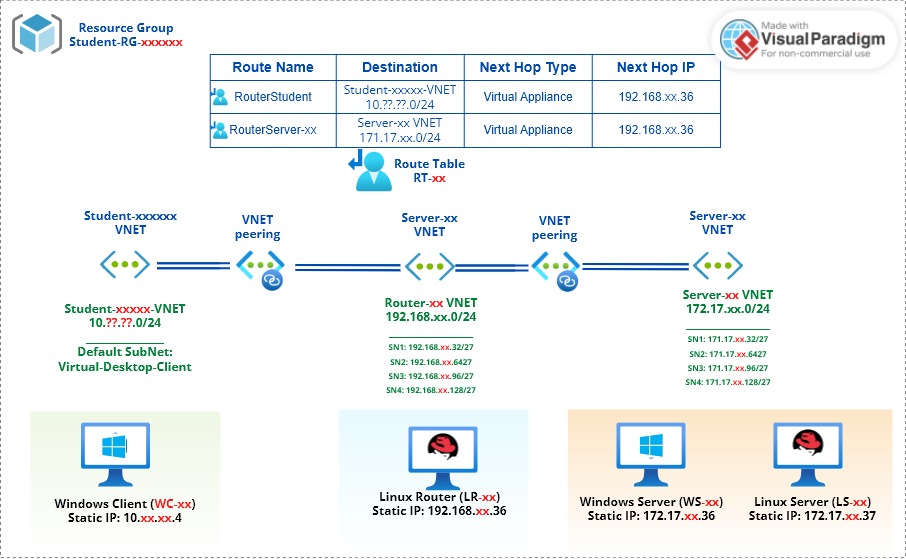 Resource Group
Student-RG-xxxxxx
Made with
Visual Paradigm
For non-commercial use
Route Name Destination Next Hop Type Next Hop IP
RouterStudent Student-xxxxx-VNET
10.??.??.0/24 Virtual Appliance 192.168.xx.36
RouterServer-xx Server-xx VNET
171.17.xx.0/24 Virtual Appliance 192.168.xx.36
Route Table
RT-xx
Student-xxxxxx
VNET
VNET
peering
Server-xx
VNET
VNET
peering
Server-xx
VNET
Student-xxxxx-VNET
10.??.??.0/24
Default SubNet:
Virtual-Desktop-Client
Router-xx VNET
192.168.xx.0/24
SN1: 192.168.xx.32/27
SN2: 192.168.xx.6427
SN3: 192.168.xx.96/27
SN4: 192.168.xx.128/27
Server-xx VNET
172.17.xx.0/24
SN1: 171.17.xx.32/27
SN2: 171.17.xx.6427
SN3: 171.17.xx.96/27
SN4: 171.17.xx.128/27
Windows Client (WC-xx)
Static IP: 10.xx.xx.4
Linux Router (LR-xx)
Static IP: 192.168.xx.36
Windows Server (WS-xx)
Static IP: 172.17.xx.36
Linux Server (LS-xx)
Static IP: 172.17.xx.37